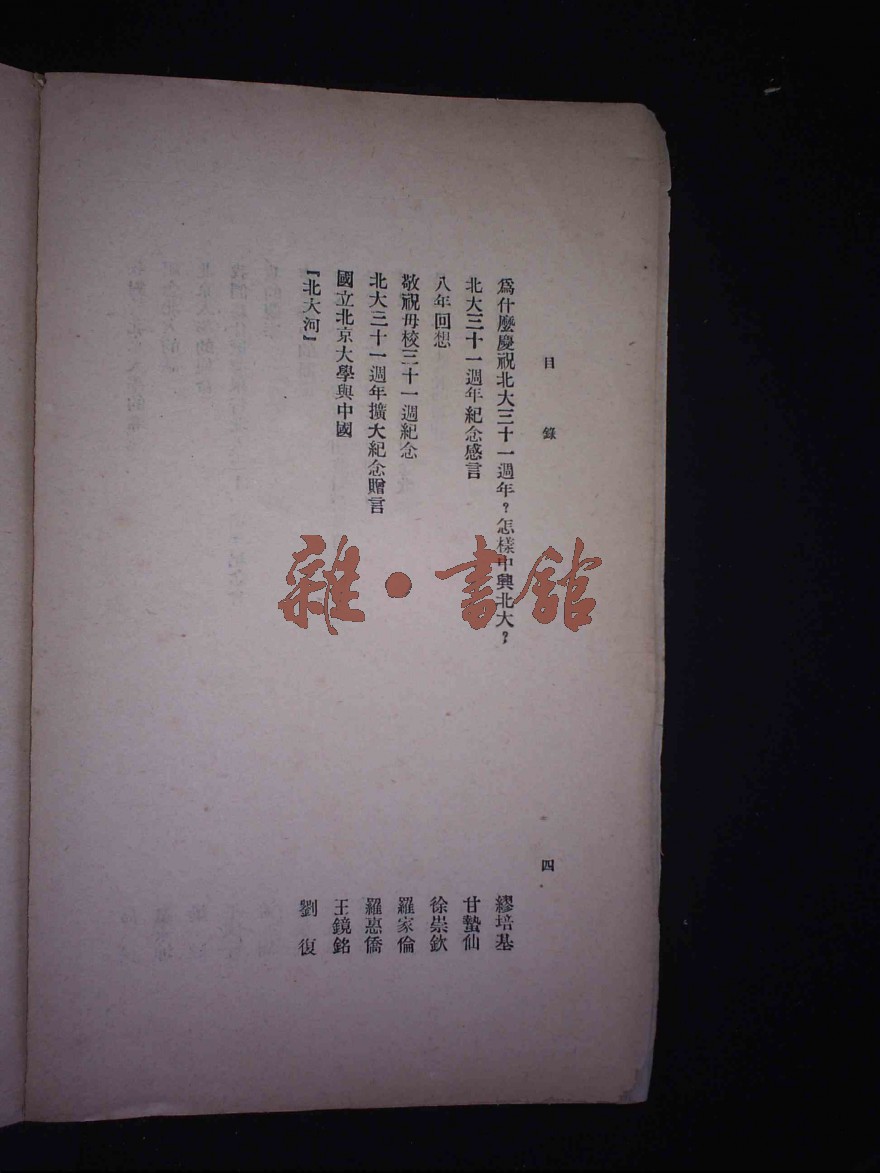 目錄 四
爲什麼慶祝北大三十一週年?怎樣中興北大? 繆培基
北大三十一週年紀念感言 甘蟄仙
八年回想 徐崇欽
敬祝毋校三十一週紀念 羅家倫
北大三十一週年擴大紀念贈言 羅惠僑
國立北京大學與中國 王鏡銘
『北大河』 劉復
雜·書館